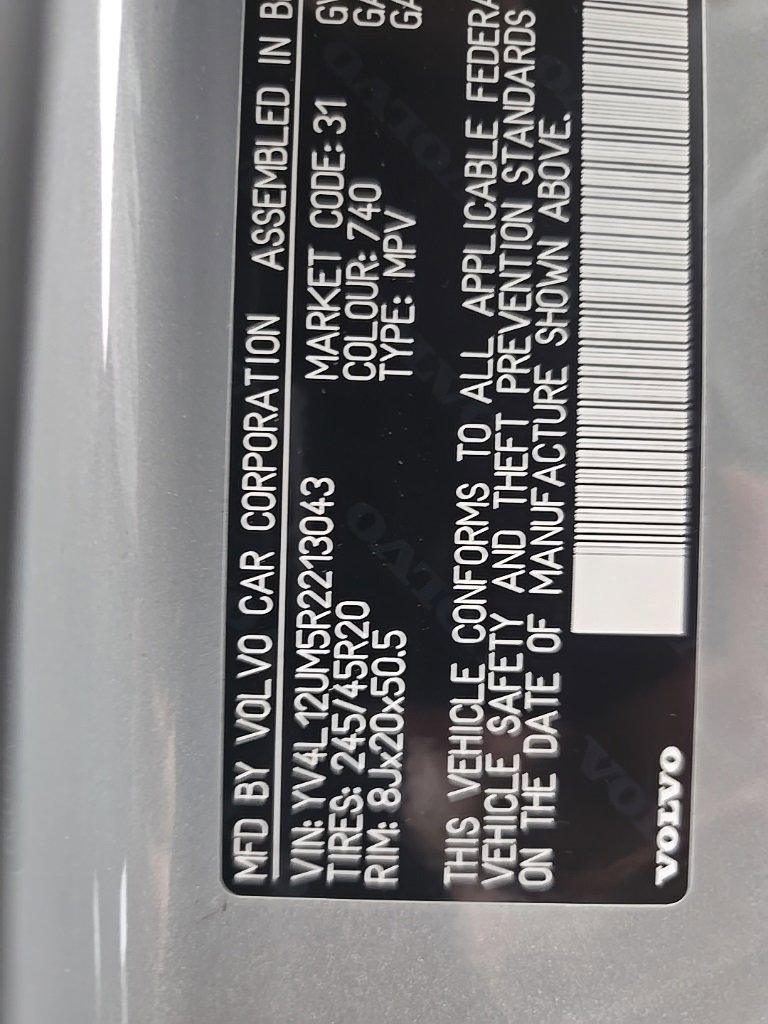 MFD BY VOLVO CAR CORPORATION ASSEMBLED IN
VIN: YV4L12UM5R2213043
TIRES: 245/45R20
RIM: 8Jx20x50.5
MARKET CODE: 31
COLOUR: 740
TYPE: MPV
THIS VEHICLE CONFORMS TO ALL APPLICABLE FEDERA
VEHICLE SAFETY AND THEFT PREVENTION STANDARDS
ON THE DATE OF MANUFACTURE SHOWN ABOVE.
VOLVO